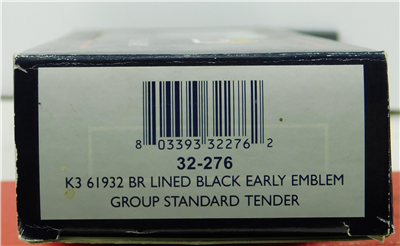 8 03393 32276 2
32-276
K3 61932 BR LINED BLACK EARLY EMBLEM
GROUP STANDARD TENDER